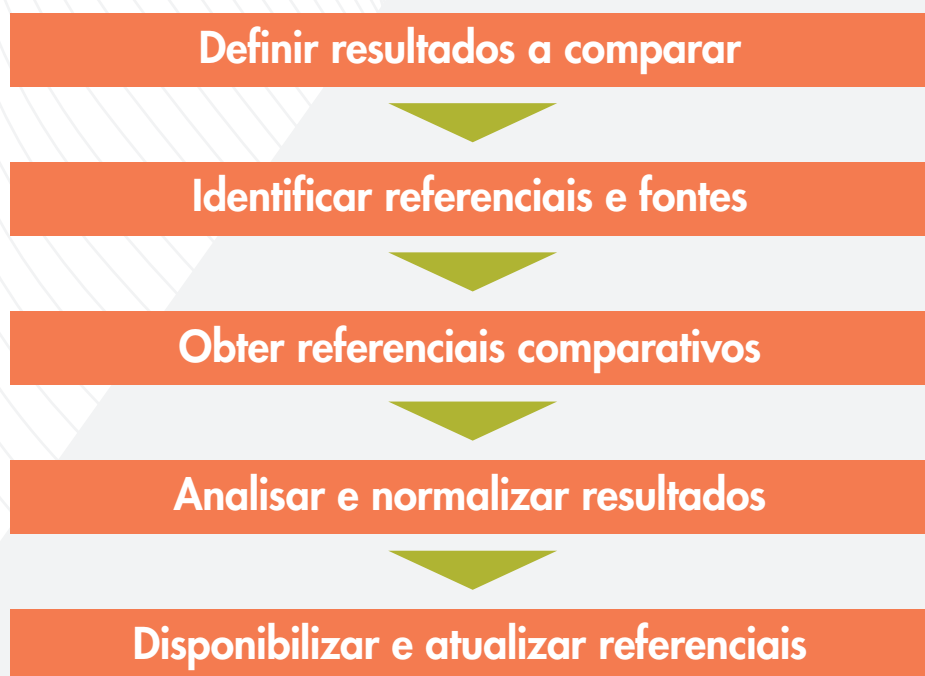 Definir resultados a comparar
Identificar referenciais e fontes
Obter referenciais comparativos
Analisar e normalizar resultados
Disponibilizar e atualizar referenciais